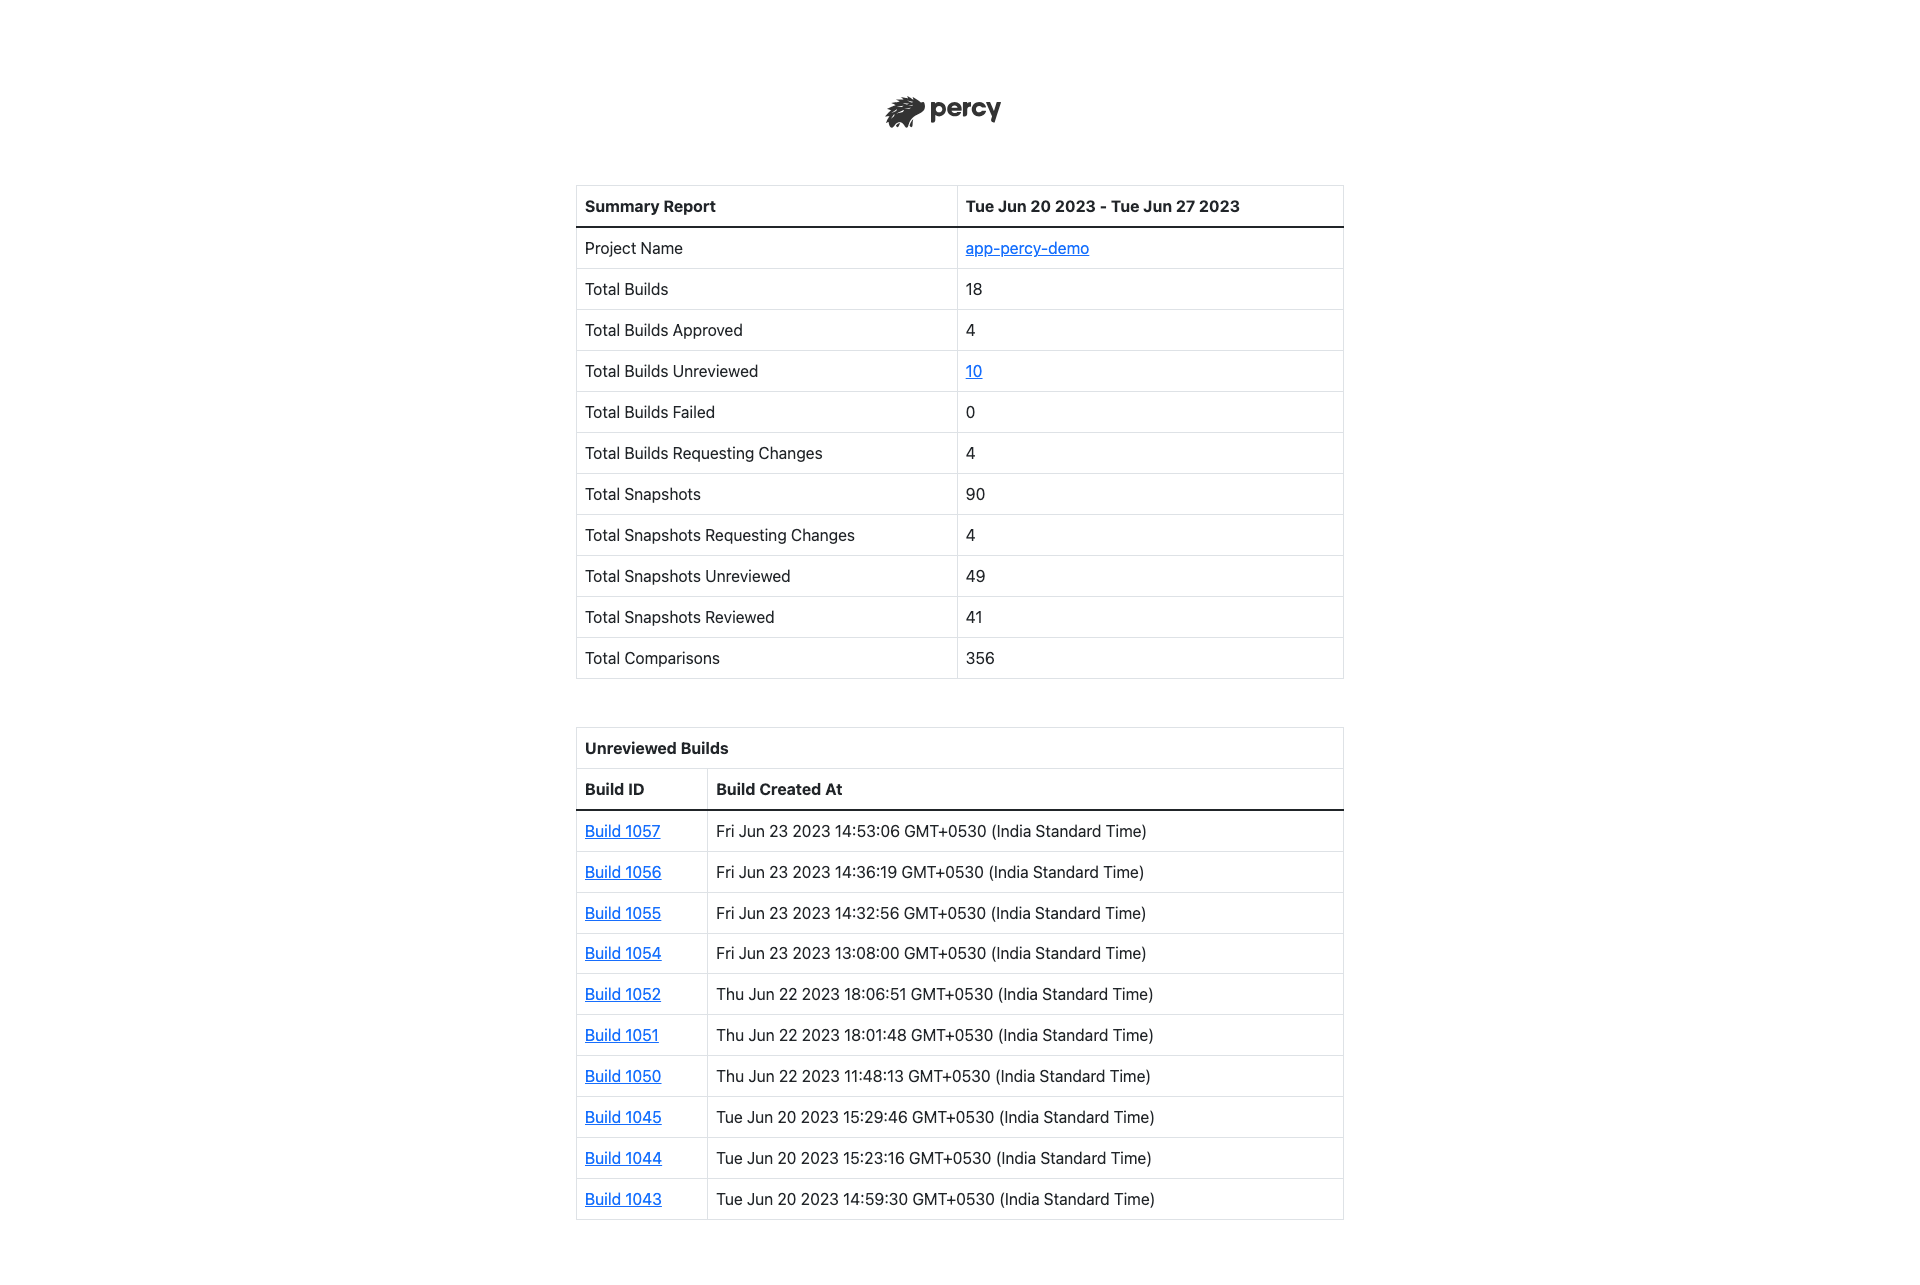 percy
Summary Report Tue Jun 20 2023 - Tue Jun 27 2023
Project Name app-percy-demo
Total Builds 18
Total Builds Approved 4
Total Builds Unreviewed 10
Total Builds Failed 0
Total Builds Requesting Changes 4
Total Snapshots 90
Total Snapshots Requesting Changes 4
Total Snapshots Unreviewed 49
Total Snapshots Reviewed 41
Total Comparisons 356
Unreviewed Builds
Build ID Build Created At
Build 1057 Fri Jun 23 2023 14:53:06 GMT+0530 (India Standard Time)
Build 1056 Fri Jun 23 2023 14:36:19 GMT+0530 (India Standard Time)
Build 1055 Fri Jun 23 2023 14:32:56 GMT+0530 (India Standard Time)
Build 1054 Fri Jun 23 2023 13:08:00 GMT+0530 (India Standard Time)
Build 1052 Thu Jun 22 2023 18:06:51 GMT+0530 (India Standard Time)
Build 1051 Thu Jun 22 2023 18:01:48 GMT+0530 (India Standard Time)
Build 1050 Thu Jun 22 2023 11:48:13 GMT+0530 (India Standard Time)
Build 1045 Tue Jun 20 2023 15:29:46 GMT+0530 (India Standard Time)
Build 1044 Tue Jun 20 2023 15:23:16 GMT+0530 (India Standard Time)
Build 1043 Tue Jun 20 2023 14:59:30 GMT+0530 (India Standard Time)